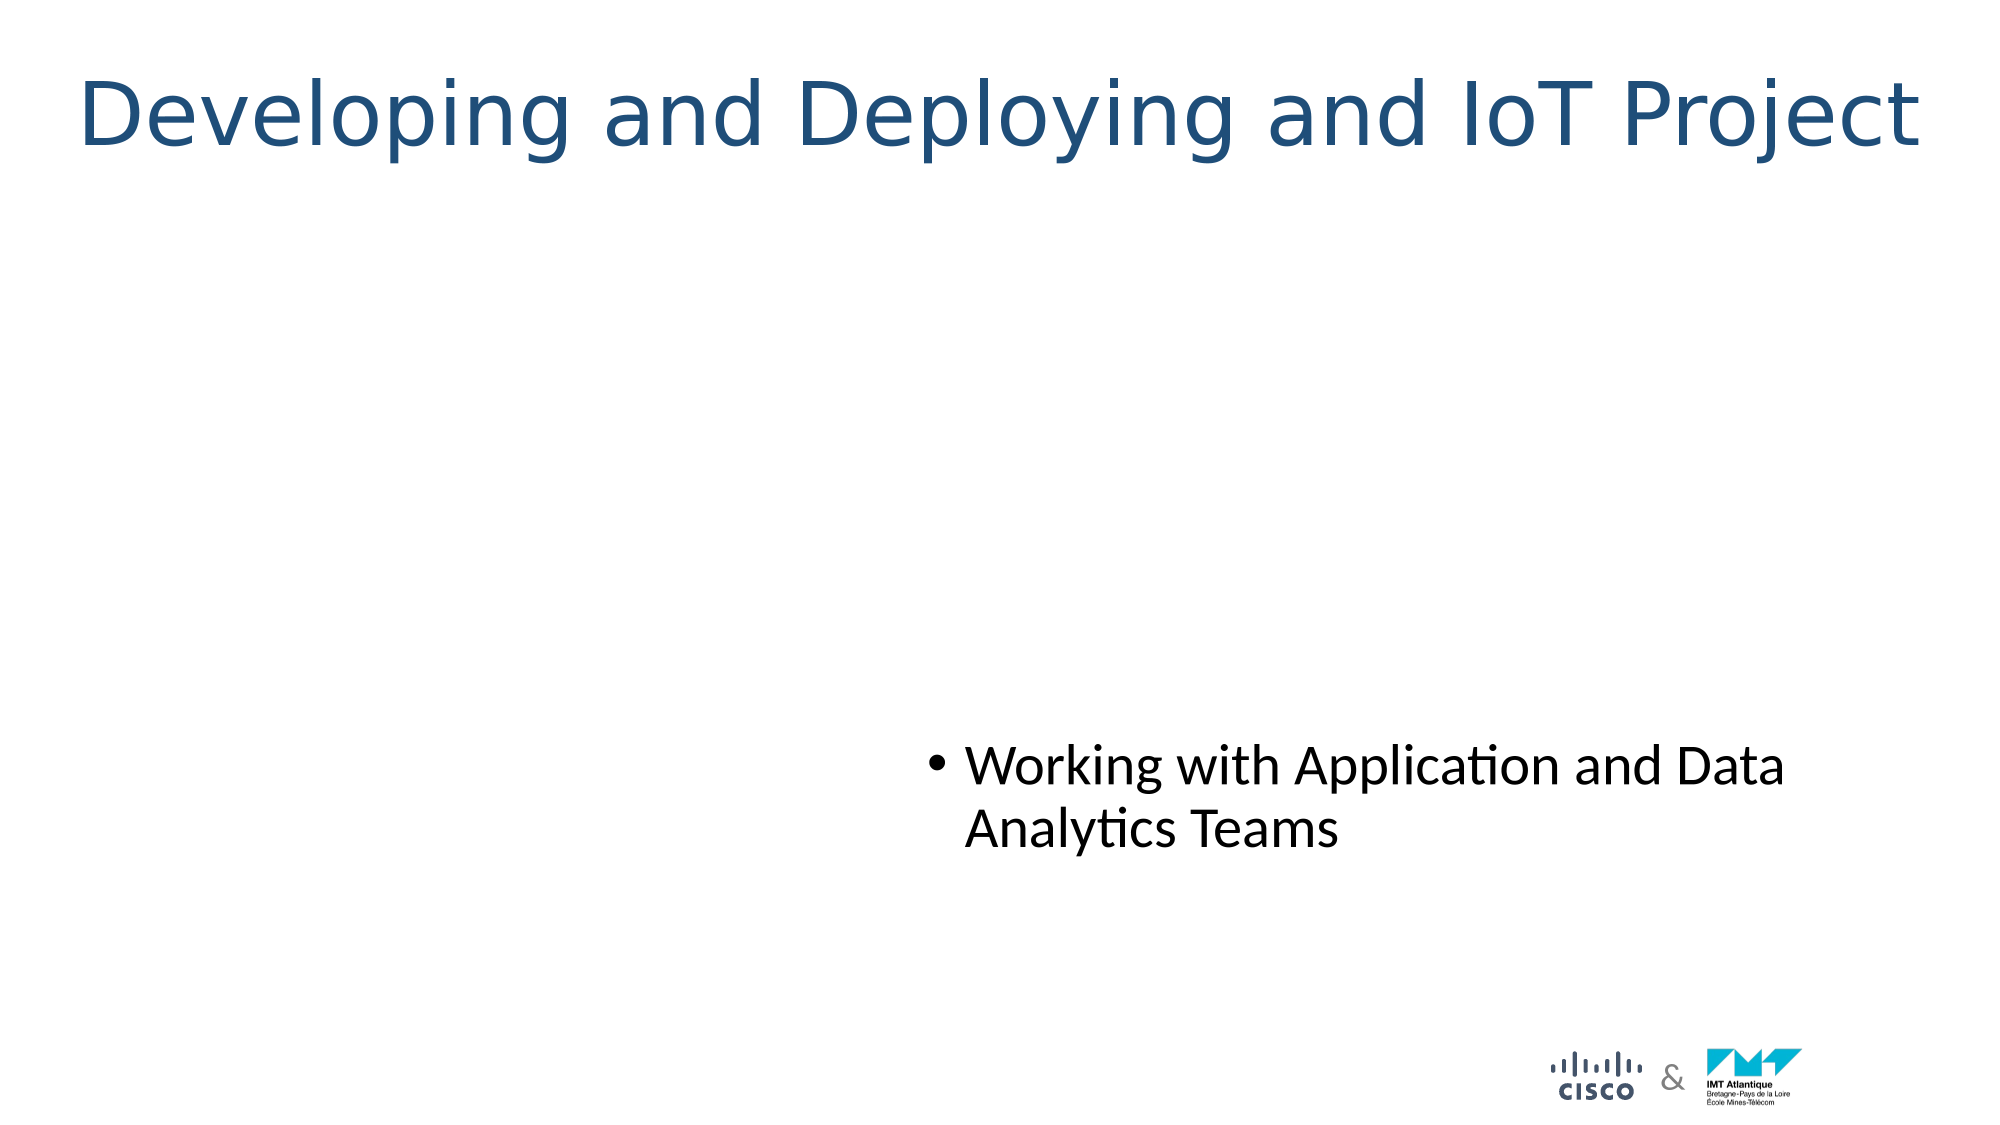 Developing and Deploying and IoT Project
• Working with Application and Data
Analytics Teams
CISCO
&
IMT Atlantique
Bretagne-Pays de la Loire
École Mines-Télécom